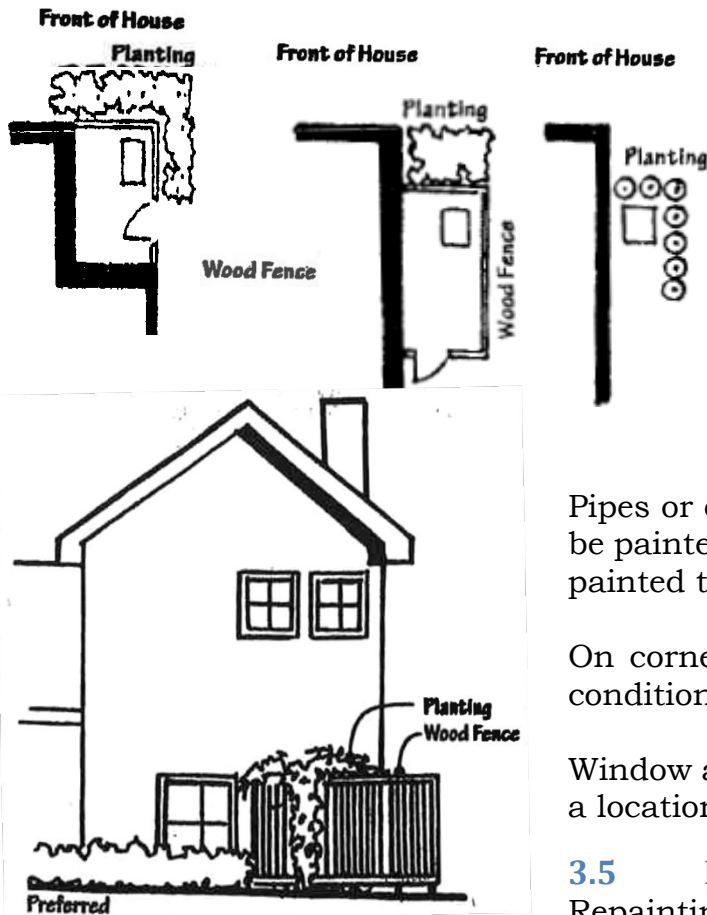 Front of House
Planting
Wood Fence
Front of House
Planting
Wood Fence
Front of House
Planting
Planting
Wood Fence
Preferred
Pipes or
be painte
painted t
On corne
condition
Window a
a location
3.5
Repainting